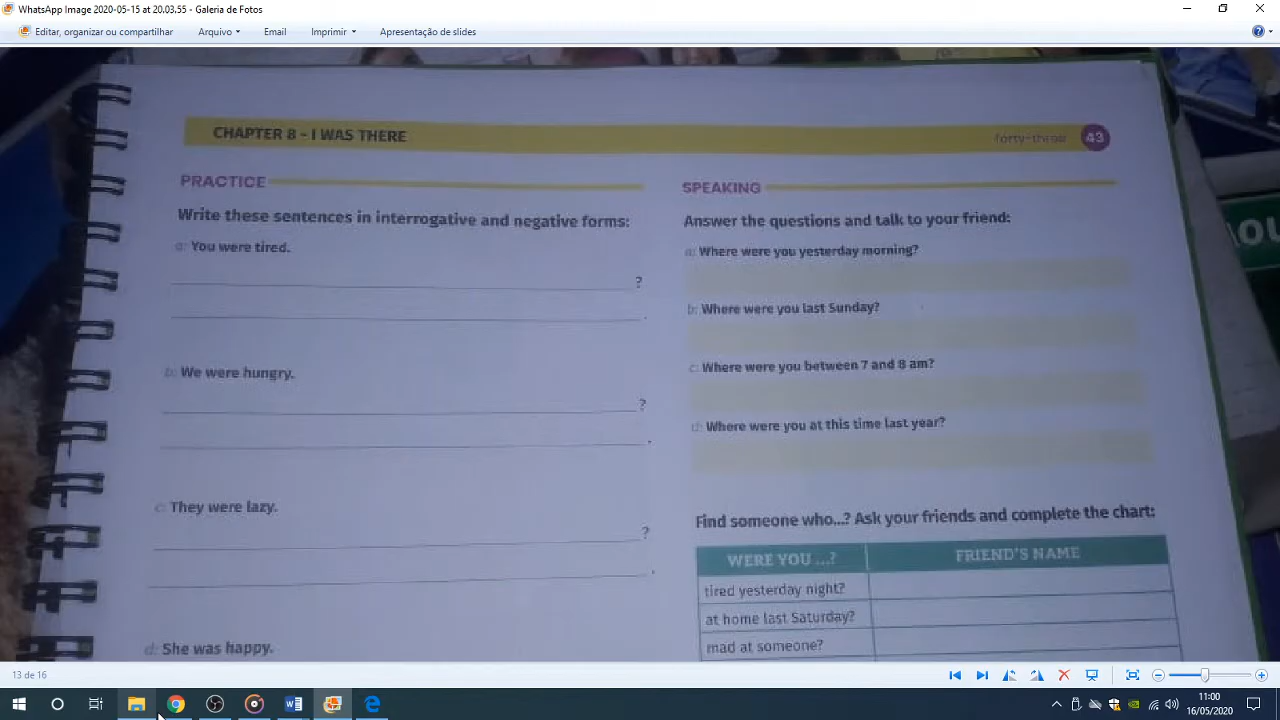 WhatsApp Image 2020-05-15 at 20.03.55 - Galeria de Fotos
Editar, organizar ou compartilhar Arquivo Email Imprimir Apresentação de slides
CHAPTER 8 - I WAS THERE
forty-three 43
PRACTICE
Write these sentences in interrogative and negative forms:
a: You were tired.
?
.
b: We were hungry.
?
.
c: They were lazy.
?
.
d: She was happy.
SPEAKING
Answer the questions and talk to your friend:
a: Where were you yesterday morning?
b: Where were you last Sunday?
c: Where were you between 7 and 8 am?
d: Where were you at this time last year?
Find someone who...? Ask your friends and complete the chart:
WERE YOU ...? FRIEND'S NAME
tired yesterday night?
at home last Saturday?
mad at someone?
OU
13 de 16
11:00
16/05/2020